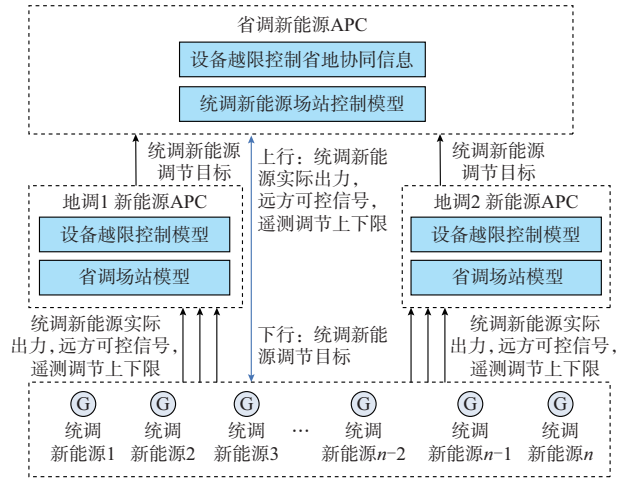 省调新能源APC
设备越限控制省地协同信息
统调新能源场站控制模型
统调新能源
调节目标
上行：统调新能
源实际出力，
远方可控信号，
遥测调节上下限
统调新能源
调节目标
地调1 新能源APC
设备越限控制模型
省调场站模型
地调2 新能源APC
设备越限控制模型
省调场站模型
统调新能源实际
出力，远方可控信号，
遥测调节上下限
下行：统调新能
源调节目标
统调新能源实际
出力，远方可控信号，
遥测调节上下限
G G G G G G
统调 统调 统调 … 统调 统调 统调
新能源1 新能源2 新能源3 新能源n−2 新能源n−1 新能源n